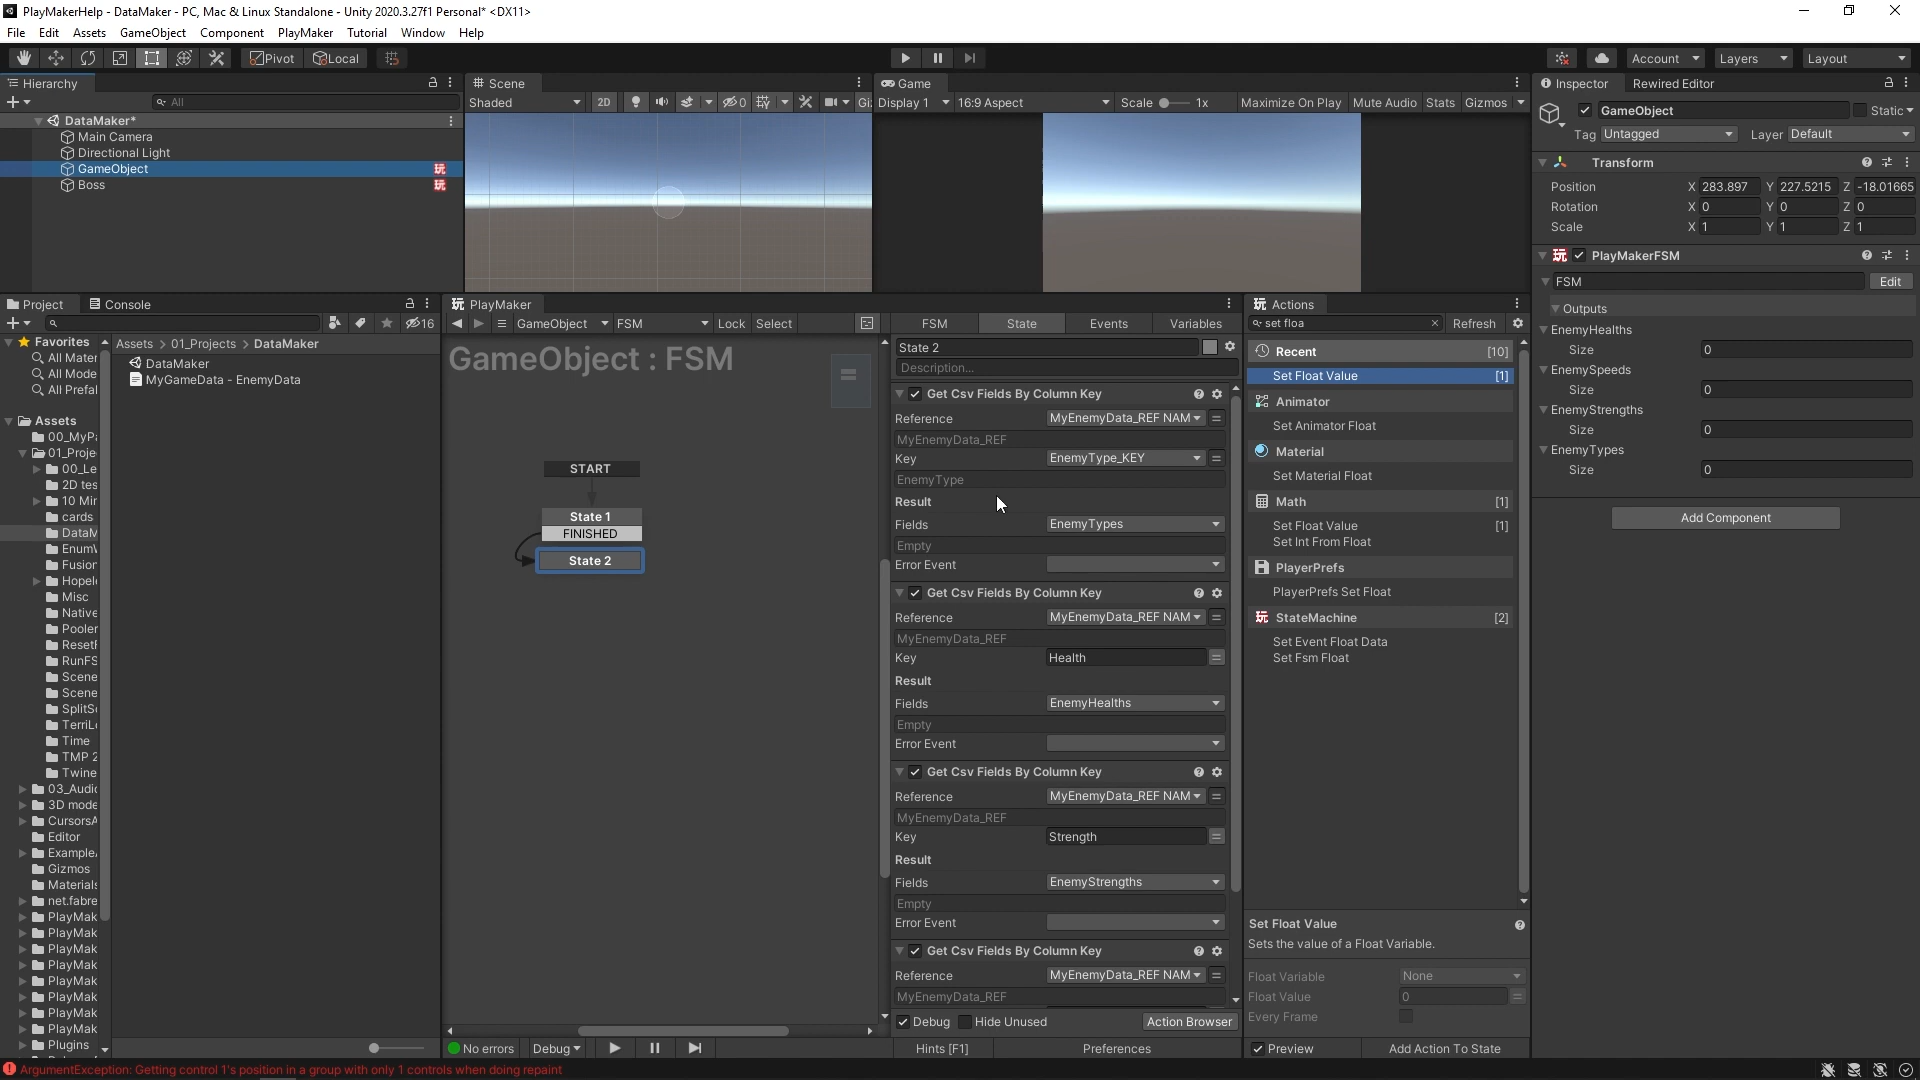 PlayMakerHelp - DataMaker - PC, Mac & Linux Standalone - Unity 2020.3.27f1 Personal* <DX11>
File Edit Assets GameObject Component PlayMaker Tutorial Window Help
Pivot Local Account Layers Layout
Hierarchy
All
DataMaker*
Main Camera
Directional Light
GameObject
Boss
Scene
Shaded 2D 0
Game
Display 1 16:9 Aspect Scale 1x Maximize On Play Mute Audio Stats Gizmos
Project Console
16
Favorites
All Mater
All Mode
All Prefal
Assets
01_Proje
00_Le
2D tes
10 Mir
cards
DataM
Fusior
Misc
Native
Pooler
RunFS
Scene
Scene
Time
TMP 2
Twine
03_Audic
3D mode
Editor
Gizmos
Materials
net.fabre
PlayMak
PlayMak
PlayMak
PlayMak
PlayMak
PlayMak
PlayMak
PlayMak
Plugins
Assets > 01_Projects > DataMaker
DataMaker
MyGameData - EnemyData
PlayMaker
GameObject FSM Lock Select
GameObject : FSM
START
State 1
FINISHED
State 2
No errors Debug
FSM State Events Variables
State 2
Description...
Get Csv Fields By Column Key
Reference MyEnemyData_REF NAM
MyEnemyData_REF
Key EnemyType_KEY
EnemyType
Result
Fields EnemyTypes
Empty
Error Event
Get Csv Fields By Column Key
Reference MyEnemyData_REF NAM
MyEnemyData_REF
Key Health
Result
Fields EnemyHealths
Empty
Error Event
Get Csv Fields By Column Key
Reference MyEnemyData_REF NAM
MyEnemyData_REF
Key Strength
Result
Fields EnemyStrengths
Empty
Error Event
Get Csv Fields By Column Key
Reference MyEnemyData_REF NAM
MyEnemyData_REF
Debug Hide Unused Action Browser
Hints [F1] Preferences
Actions
set floa Refresh
Recent [10]
Set Float Value [1]
Animator
Set Animator Float
Material
Set Material Float
Math [1]
Set Float Value [1]
Set Int From Float
PlayerPrefs
PlayerPrefs Set Float
StateMachine [2]
Set Event Float Data
Set Fsm Float
Set Float Value
Sets the value of a Float Variable.
Float Variable None
Float Value 0
Every Frame
Preview Add Action To State
Inspector Rewired Editor
GameObject Static
Tag Untagged Layer Default
Transform
Position X 283.897 Y 227.5215 Z -18.01665
Rotation X 0 Y 0 Z 0
Scale X 1 Y 1 Z 1
PlayMakerFSM
FSM Edit
Outputs
EnemyHealths
Size 0
EnemySpeeds
Size 0
EnemyStrengths
Size 0
EnemyTypes
Size 0
Add Component
ArgumentException: Getting control 1's position in a group with only 1 controls when doing repaint